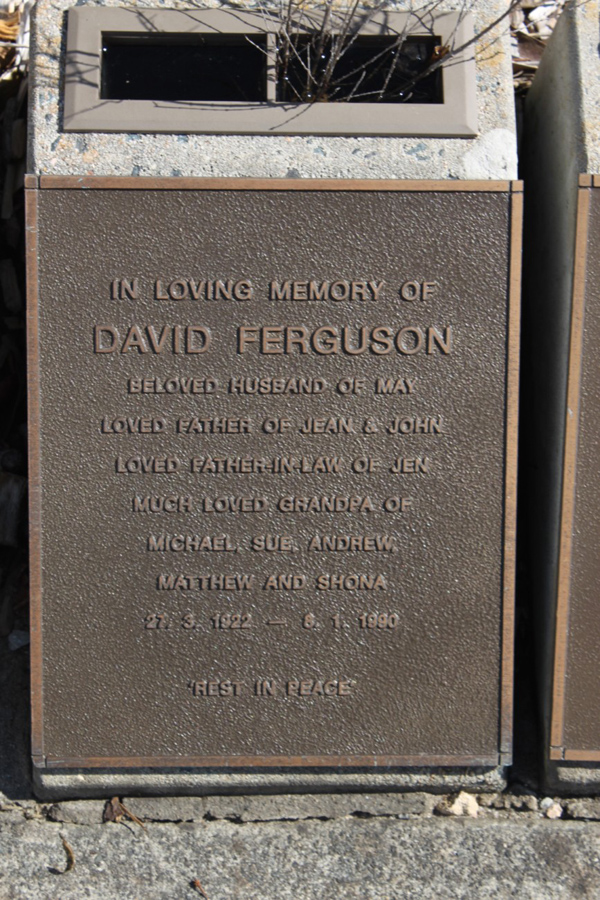 IN LOVING MEMORY OF
DAVID FERGUSON
BELOVED HUSBAND OF MAY
LOVED FATHER OF JEAN & JOHN
LOVED FATHER-IN-LAW OF JEN
MUCH LOVED GRANDPA OF
MICHAEL, SUE, ANDREW,
MATTHEW AND SHONA
27. 3. 1922 — 6. 1. 1990
"REST IN PEACE"